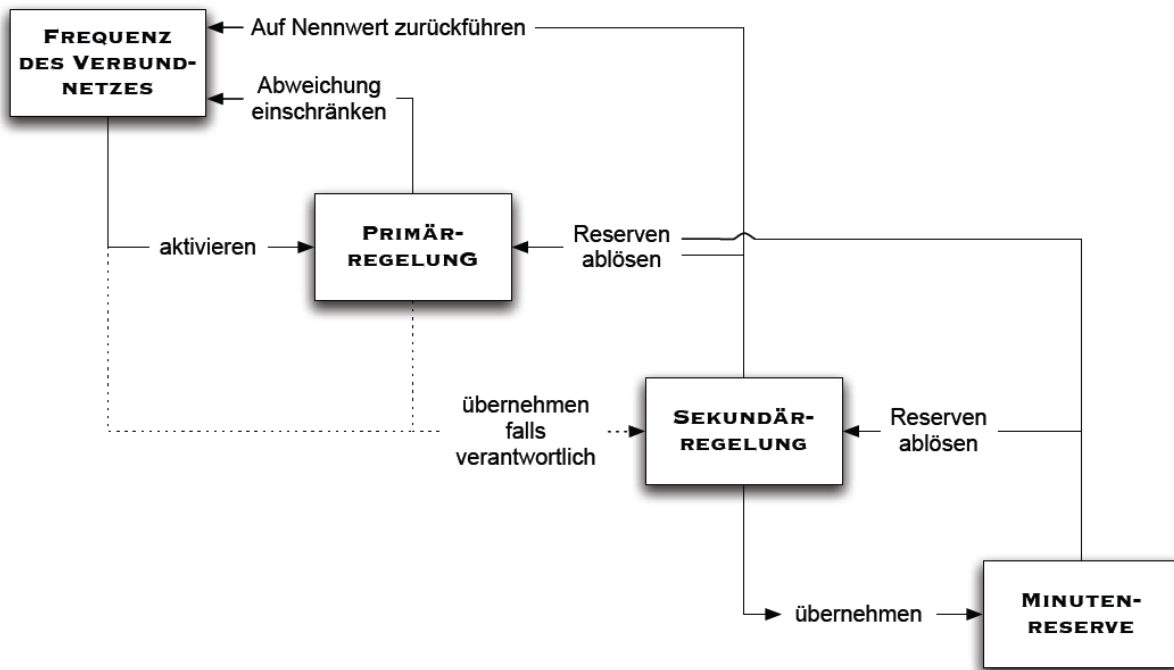 FREQUENZ
DES VERBUND-
NETZES
Auf Nennwert zurückführen
Abweichung
einschränken
aktivieren
PRIMÄR-
REGELUNG
Reserven
ablösen
übernehmen
falls
verantwortlich
SEKUNDÄR-
REGELUNG
Reserven
ablösen
übernehmen
MINUTEN-
RESERVE